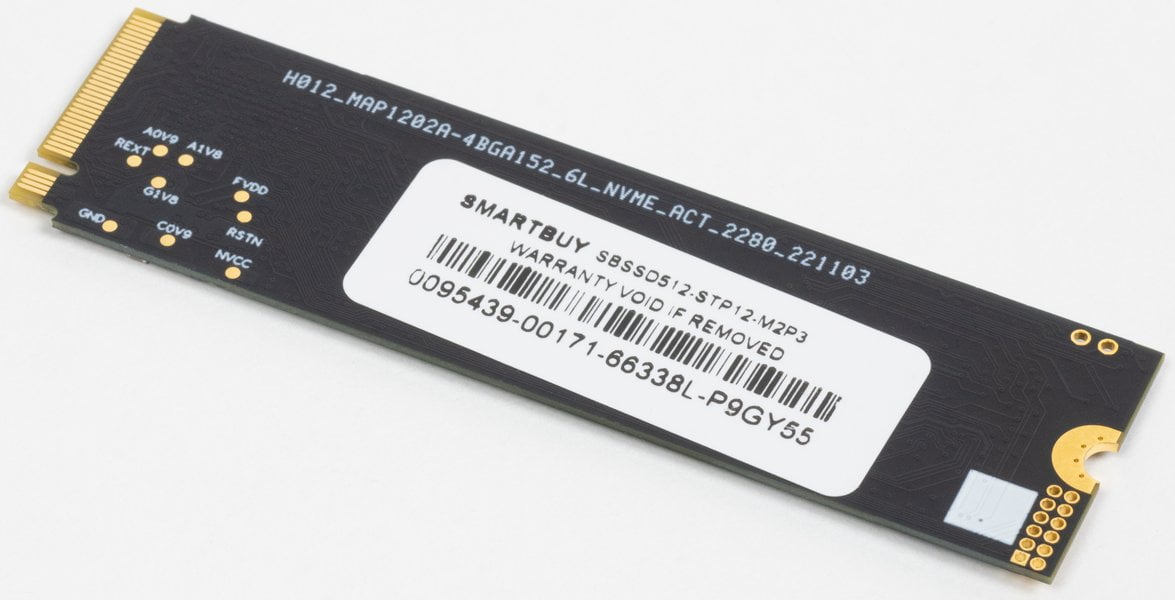 H012_MAP1202A-4BGA152_6L_NVME_ACT_2280_221103
A0V9
A1V8
REXT
G1V8
FVDD
GND
C0V9
RSTN
NVCC
SMARTBUY SBSSD512-STP12-M2P3
WARRANTY VOID IF REMOVED
0095439-00171-66338L-P9GY55